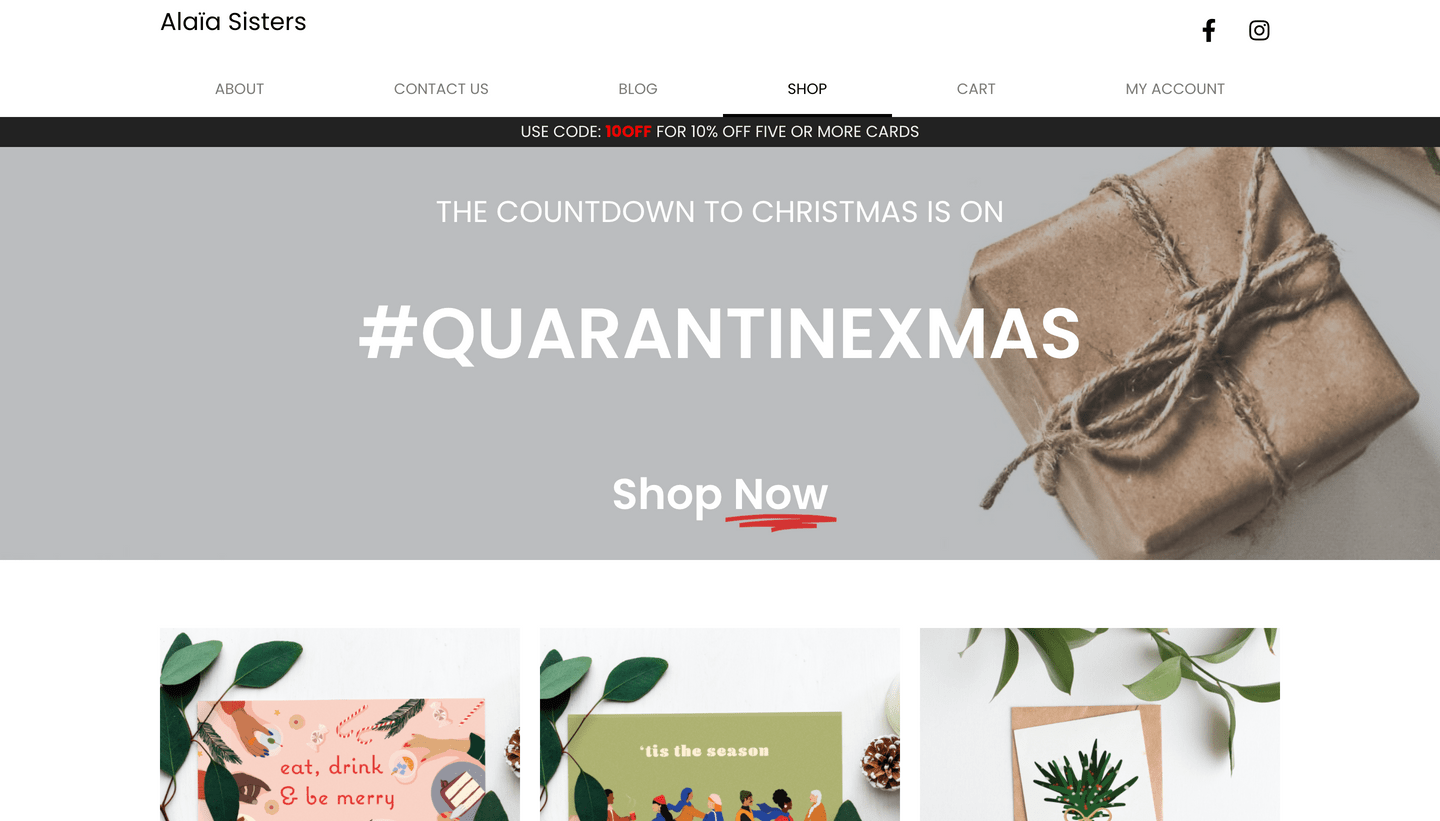 Alaïa Sisters
ABOUT CONTACT US BLOG SHOP CART MY ACCOUNT
USE CODE: 10OFF FOR 10% OFF FIVE OR MORE CARDS
THE COUNTDOWN TO CHRISTMAS IS ON
#QUARANTINEXMAS
Shop Now
eat, drink
& be merry
'tis the season